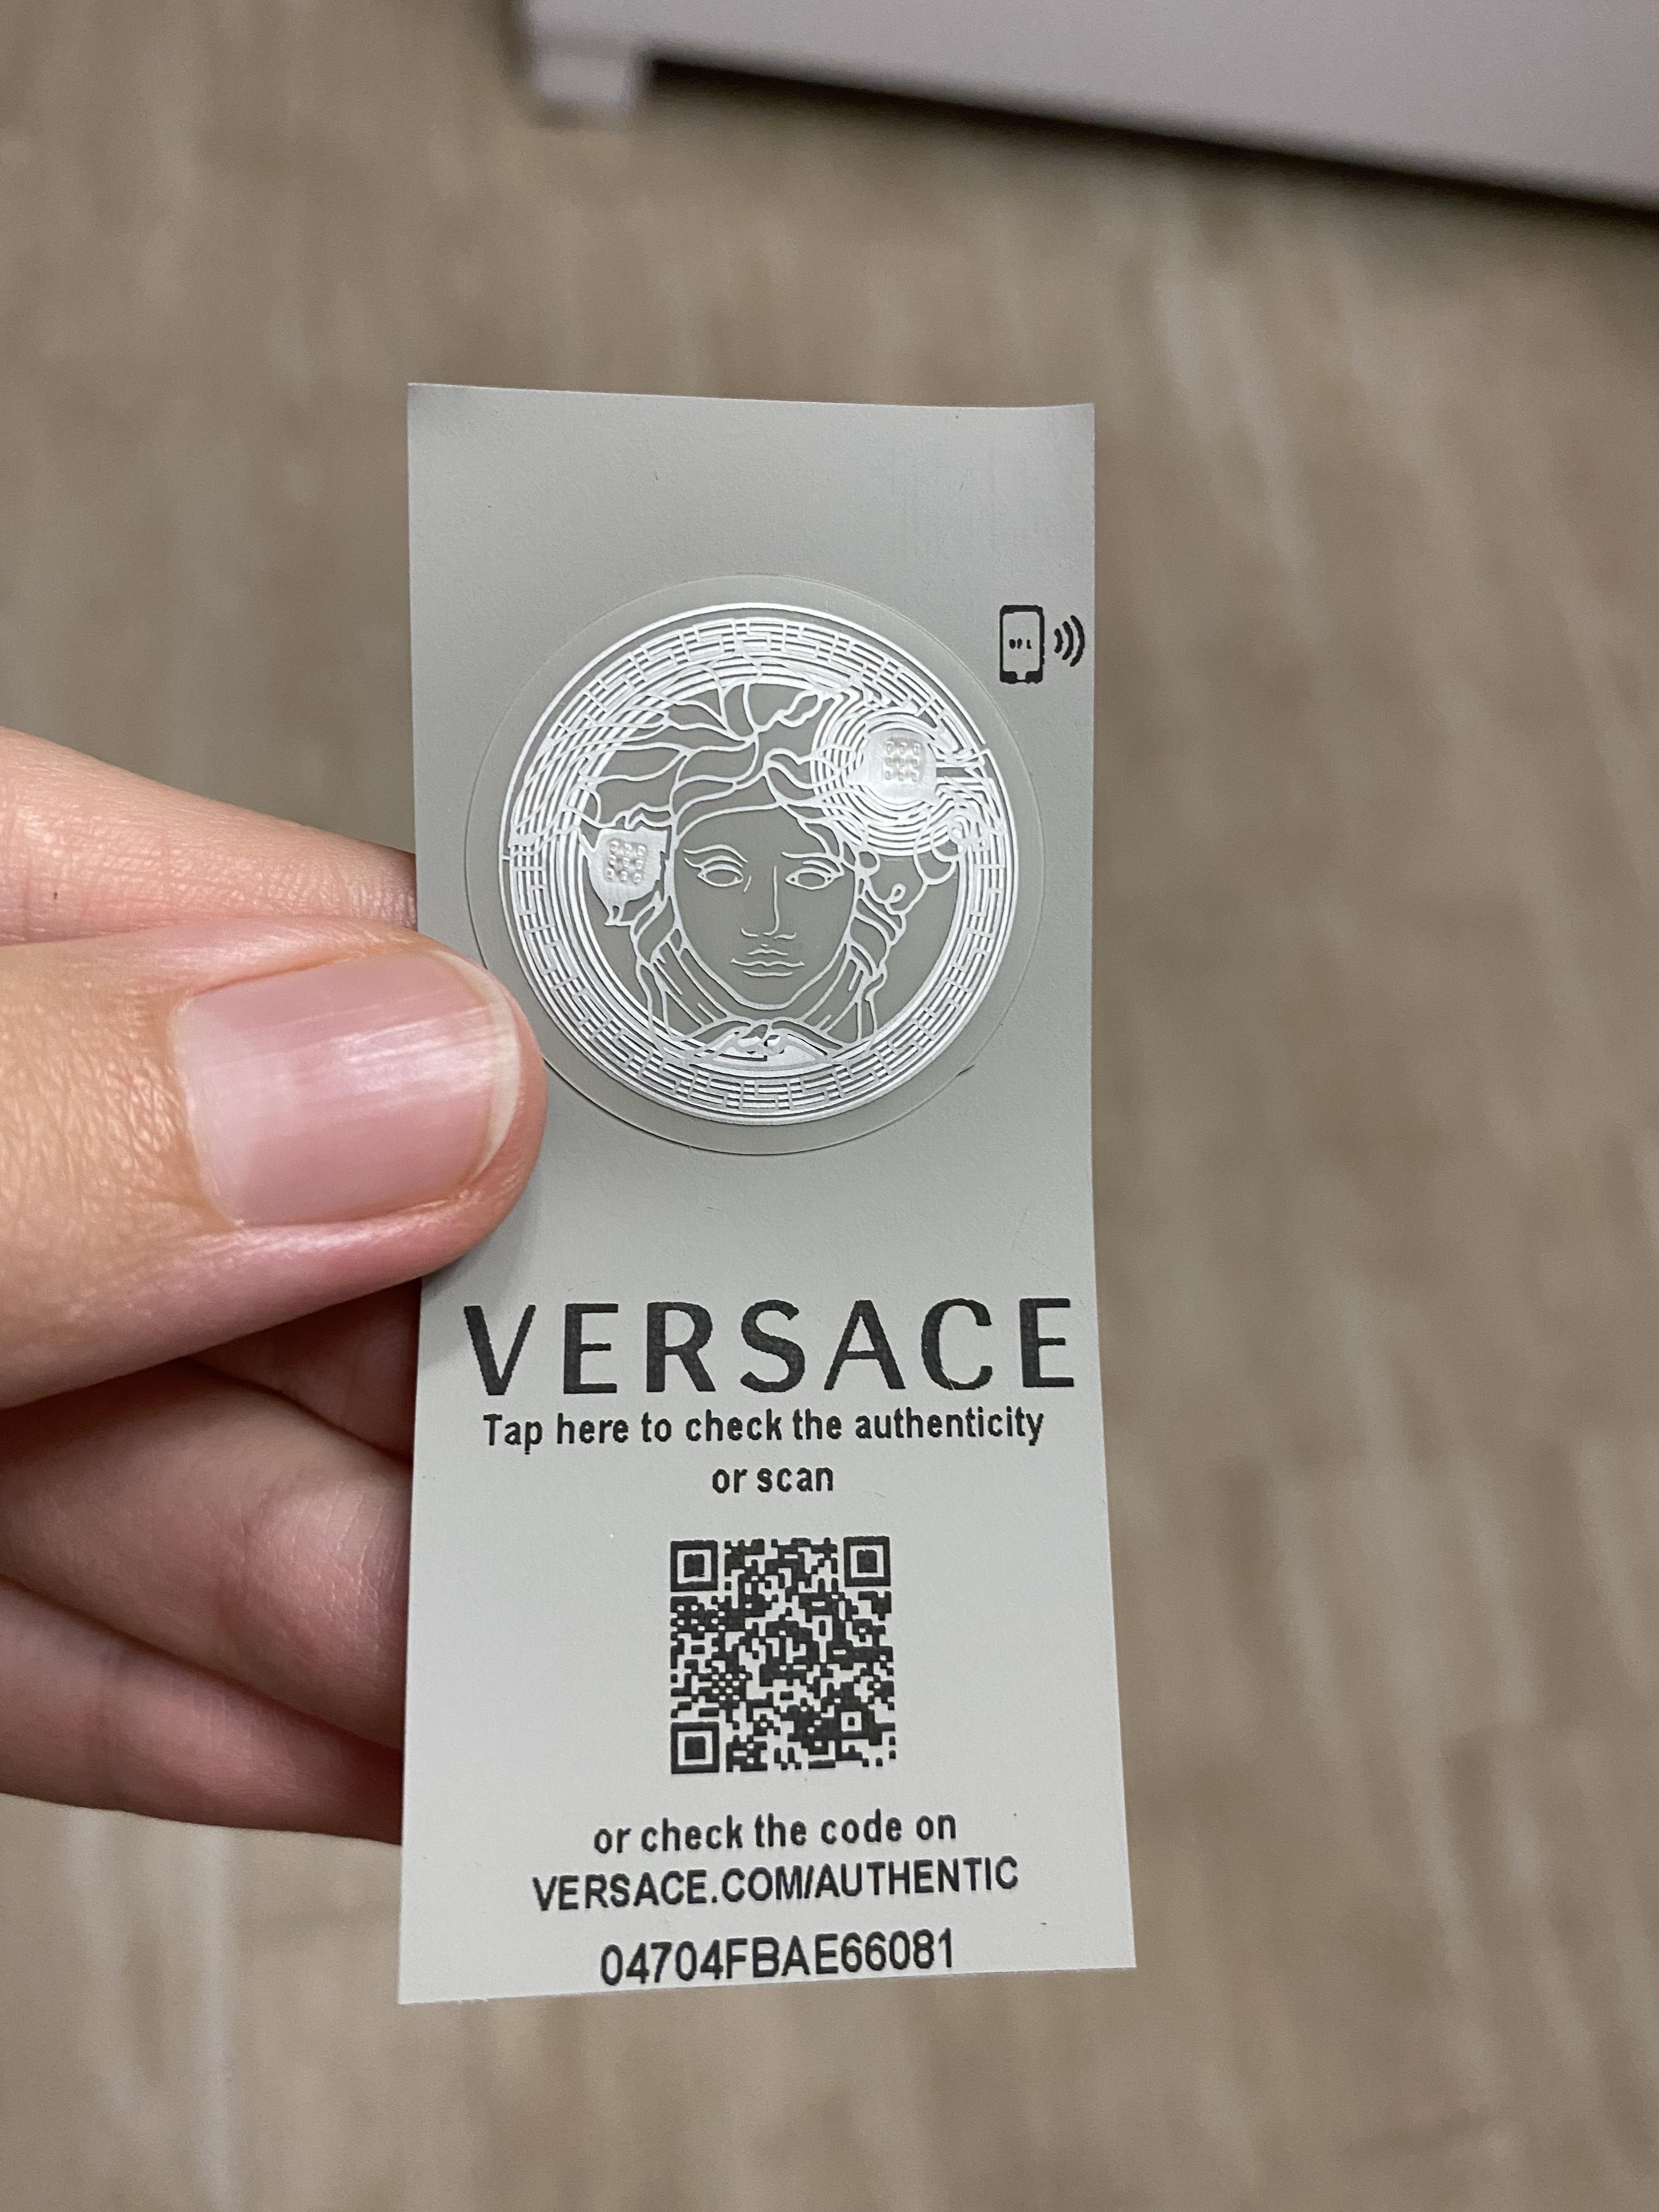 VERSACE
Tap here to check the authenticity
or scan
or check the code on
VERSACE.COM/AUTHENTIC
04704FBAE66081